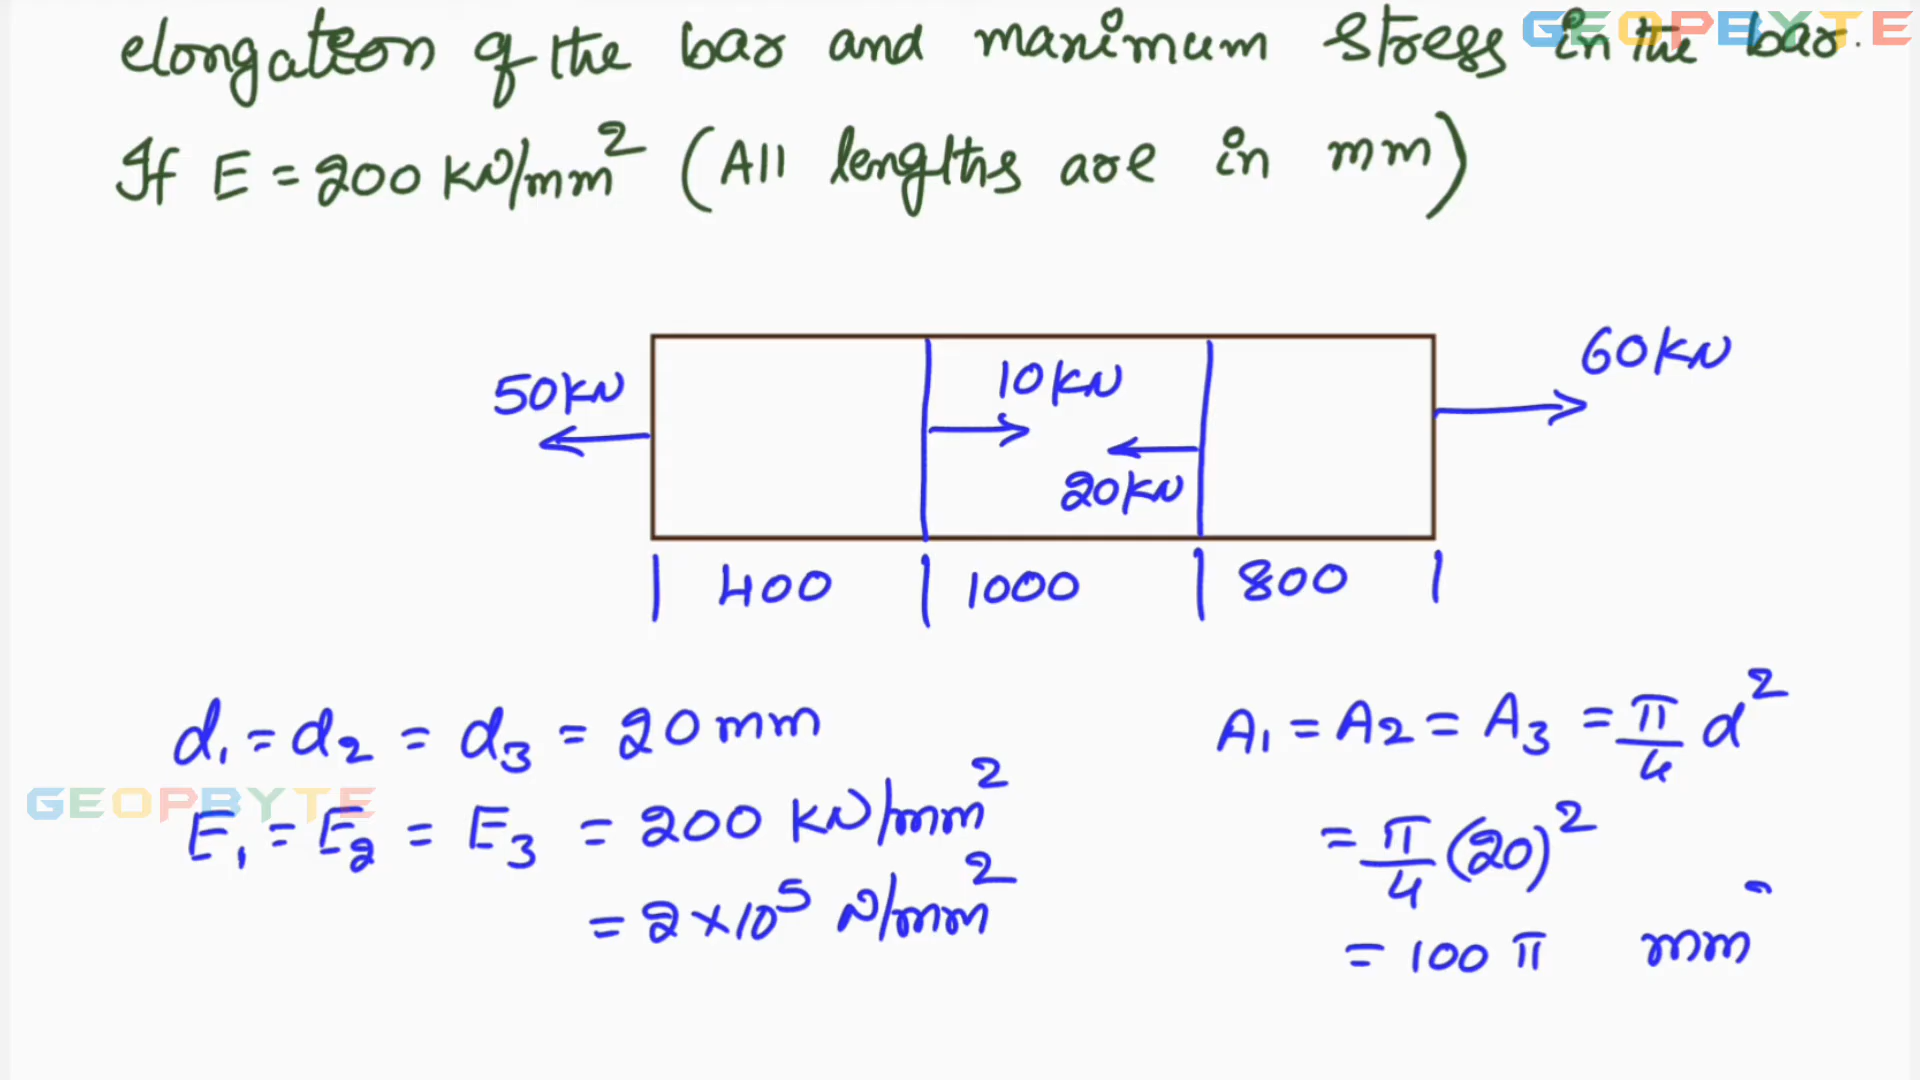 elongation of the bar and maximum stress in the bar.
GEOPBYTE
If E = 200 KN/mm² (All lengths are in mm)
50KN 10KN 60KN
20KN
400 1000 800
d₁ = d₂ = d₃ = 20 mm A₁ = A₂ = A₃ = π/4 d²
GEOPBYTE
E₁ = E₂ = E₃ = 200 KN/mm² = π/4 (20)²
= 2 × 10⁵ N/mm² = 100 π mm